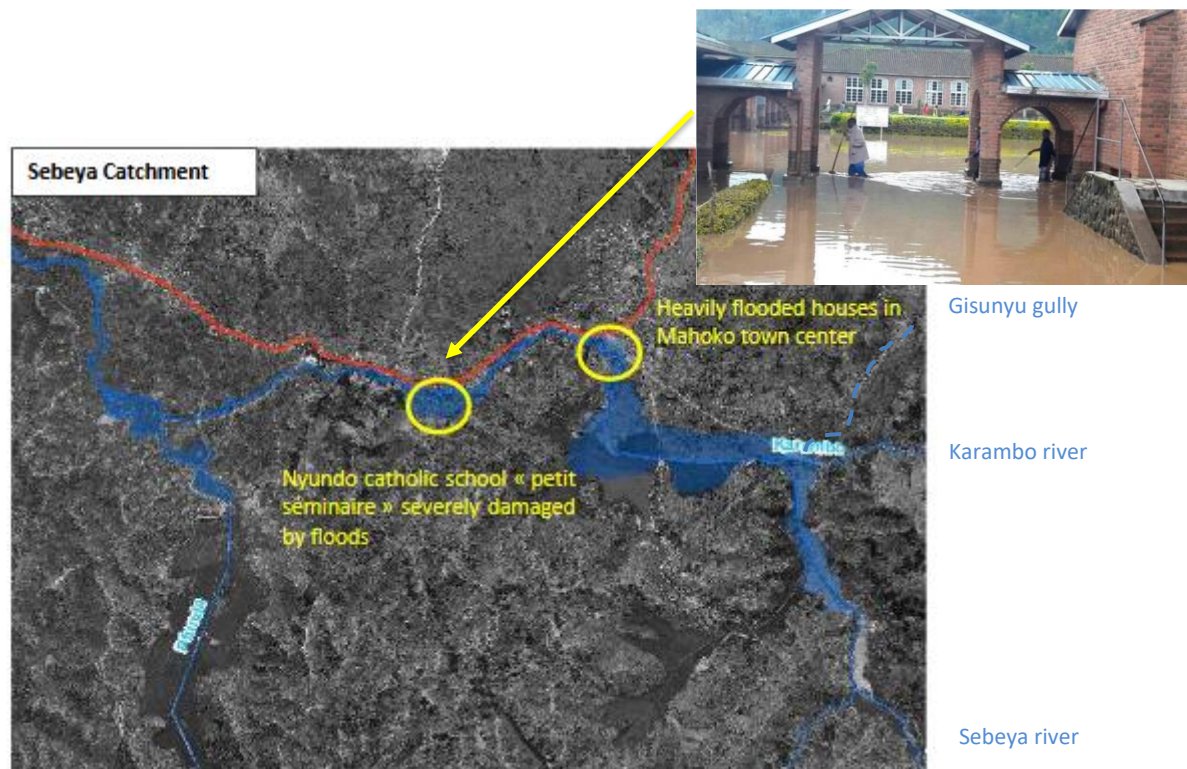 Sebeya Catchment
Heavily flooded houses in
Mahoko town center
Gisunyu gully
Karambo
Karambo river
Nyundo catholic school « petit
séminaire » severely damaged
by floods
Sebeya river